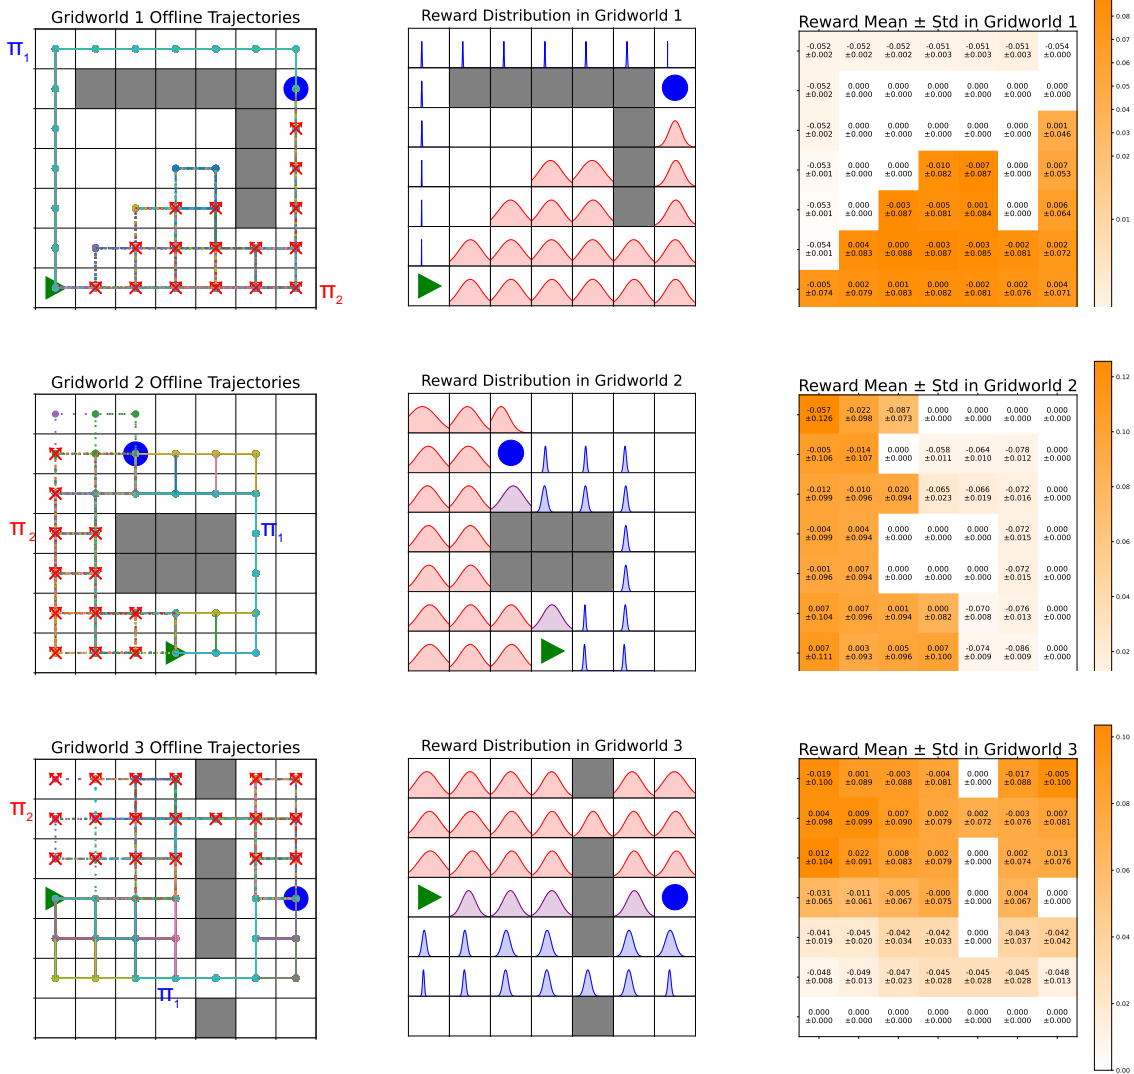 Gridworld 1 Offline Trajectories
π1
π2
Reward Distribution in Gridworld 1
Reward Mean ± Std in Gridworld 1
-0.052 -0.052 -0.052 -0.051 -0.051 -0.051 -0.054
±0.002 ±0.002 ±0.002 ±0.003 ±0.003 ±0.003 ±0.000
-0.052 0.000 0.000 0.000 0.000 0.000 0.000
±0.002 ±0.000 ±0.000 ±0.000 ±0.000 ±0.000 ±0.000
-0.052 0.000 0.000 0.000 0.000 0.000 0.001
±0.002 ±0.000 ±0.000 ±0.000 ±0.000 ±0.000 ±0.046
-0.053 0.000 0.000 -0.010 -0.007 0.000 0.007
±0.001 ±0.000 ±0.000 ±0.082 ±0.087 ±0.000 ±0.053
-0.053 0.000 -0.003 -0.005 0.001 0.000 0.006
±0.001 ±0.000 ±0.087 ±0.081 ±0.084 ±0.000 ±0.064
-0.054 0.004 0.000 -0.003 -0.003 -0.002 0.002
±0.001 ±0.083 ±0.088 ±0.087 ±0.085 ±0.081 ±0.072
-0.005 0.002 0.001 0.000 -0.002 0.002 0.004
±0.074 ±0.079 ±0.083 ±0.082 ±0.081 ±0.076 ±0.071
0.08
0.06
0.05
0.04
0.03
0.02
0.01
Gridworld 2 Offline Trajectories
π2
π1
Reward Distribution in Gridworld 2
Reward Mean ± Std in Gridworld 2
-0.057 -0.022 -0.087 0.000 0.000 0.000 0.000
±0.126 ±0.098 ±0.073 ±0.000 ±0.000 ±0.000 ±0.000
-0.005 -0.014 0.000 -0.058 -0.064 -0.078 0.000
±0.106 ±0.107 ±0.000 ±0.011 ±0.010 ±0.012 ±0.000
-0.012 -0.010 0.020 -0.065 -0.066 -0.072 0.000
±0.099 ±0.096 ±0.094 ±0.023 ±0.019 ±0.016 ±0.000
-0.004 0.004 0.000 0.000 0.000 -0.072 0.000
±0.099 ±0.094 ±0.000 ±0.000 ±0.000 ±0.015 ±0.000
-0.001 0.007 0.000 0.000 0.000 -0.072 0.000
±0.096 ±0.094 ±0.000 ±0.000 ±0.000 ±0.015 ±0.000
0.007 0.007 0.001 0.000 -0.070 -0.076 0.000
±0.104 ±0.096 ±0.094 ±0.082 ±0.008 ±0.013 ±0.000
0.007 0.003 0.005 0.007 -0.074 -0.086 0.000
±0.111 ±0.093 ±0.096 ±0.100 ±0.009 ±0.009 ±0.000
0.12
0.10
0.08
0.06
0.04
0.02
Gridworld 3 Offline Trajectories
π2
π1
Reward Distribution in Gridworld 3
Reward Mean ± Std in Gridworld 3
-0.019 0.001 -0.003 -0.004 0.000 -0.017 -0.005
±0.100 ±0.089 ±0.088 ±0.081 ±0.000 ±0.088 ±0.100
0.004 0.009 0.007 0.002 0.002 -0.003 0.007
±0.098 ±0.099 ±0.090 ±0.079 ±0.072 ±0.076 ±0.081
0.012 0.022 0.008 0.002 0.000 0.002 0.013
±0.104 ±0.091 ±0.083 ±0.079 ±0.000 ±0.074 ±0.076
-0.031 -0.011 -0.005 -0.000 0.000 0.004 0.000
±0.065 ±0.061 ±0.067 ±0.075 ±0.000 ±0.067 ±0.000
-0.041 -0.045 -0.042 -0.042 0.000 -0.043 -0.042
±0.019 ±0.020 ±0.034 ±0.033 ±0.000 ±0.037 ±0.042
-0.048 -0.049 -0.047 -0.045 -0.045 -0.045 -0.048
±0.008 ±0.013 ±0.023 ±0.028 ±0.028 ±0.028 ±0.013
0.000 0.000 0.000 0.000 0.000 0.000 0.000
±0.000 ±0.000 ±0.000 ±0.000 ±0.000 ±0.000 ±0.000
0.10
0.08
0.06
0.04
0.02
0.00